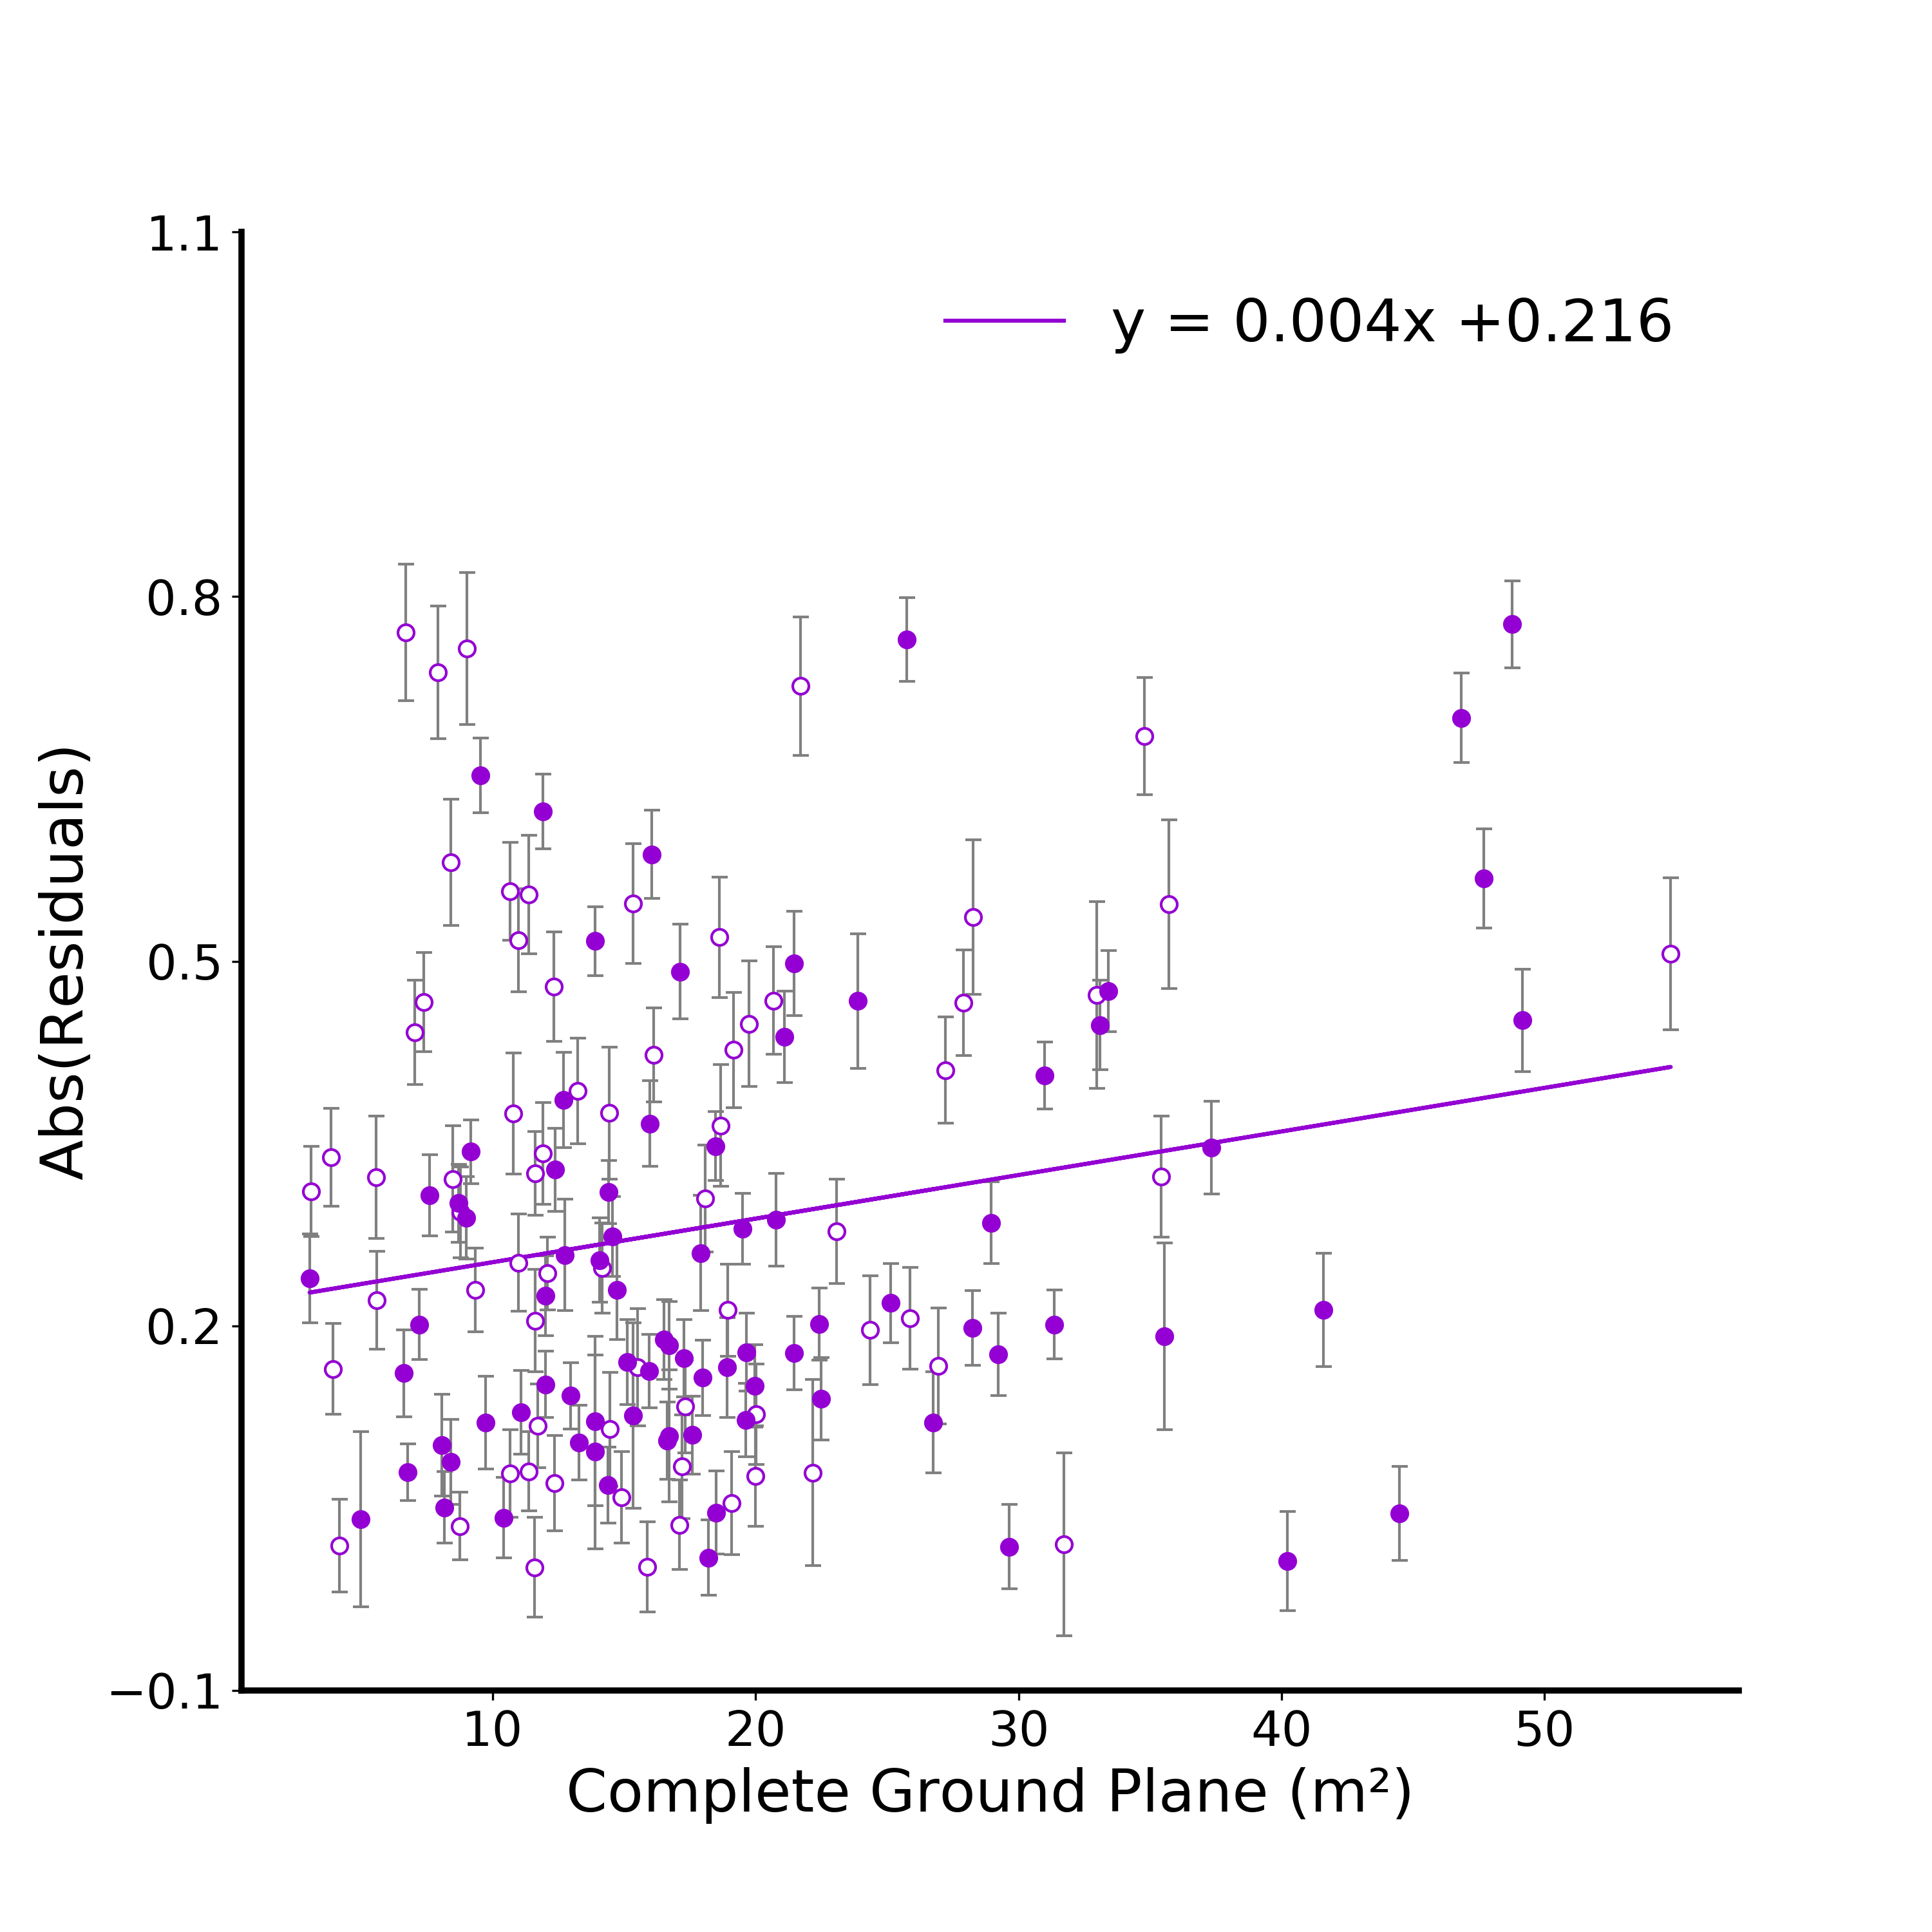 1.1
y = 0.004x +0.216
0.8
0.5
0.2
−0.1
10 20 30 40 50
Complete Ground Plane (m²)
Abs(Residuals)